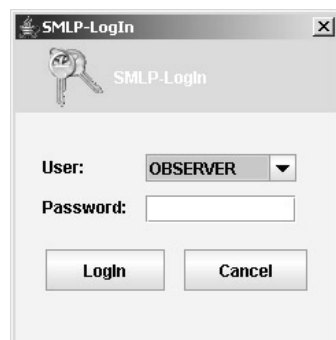 SMLP-LogIn
SMLP-LogIn
User: OBSERVER
Password:
LogIn Cancel